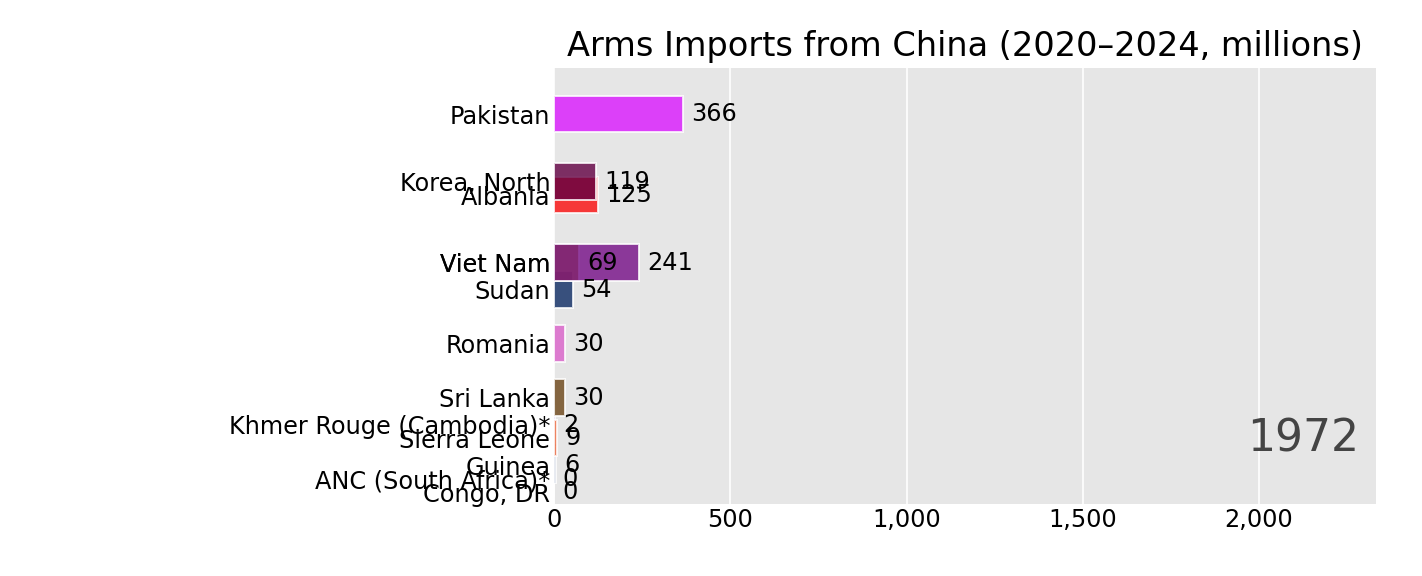 Arms Imports from China (2020–2024, millions)
Pakistan 366
Korea, North 119
Albania 125
Viet Nam 69 241
Sudan 54
Romania 30
Sri Lanka 30
Khmer Rouge (Cambodia)* 2
Sierra Leone 9
Guinea 6
ANC (South Africa)* 0
Congo, DR 0
1972
0 500 1,000 1,500 2,000